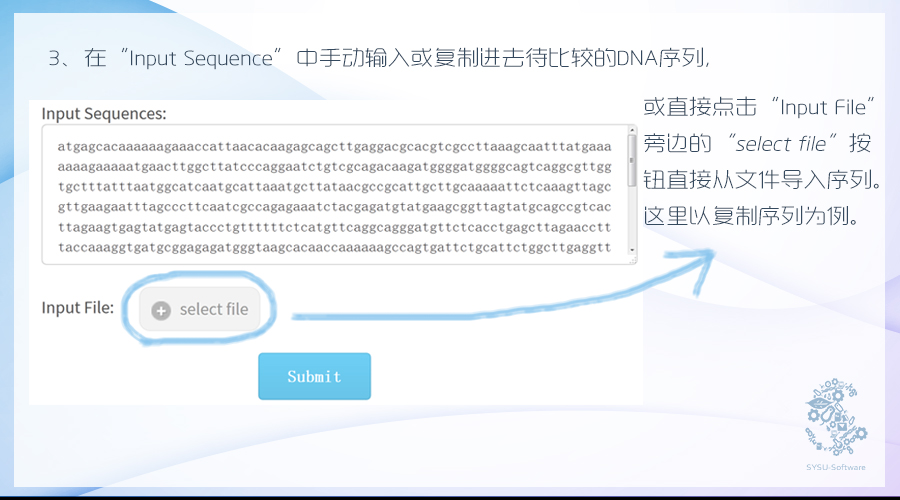 3、在“Input Sequence”中手动输入或复制进去待比较的DNA序列,
或直接点击“Input File”
旁边的“select file”按
钮直接从文件导入序列。
这里以复制序列为例。
Input Sequences:
atgagcacaaaaaagaaaccattaacacaagagcagcttgaggacgcacgtcgccttaaagcaatttatgaaa
aaaagaaaaatgaacttggcttatcccaggaatctgtcgcagacaagatggggatggggcagtcaggcgttgg
tgctttatttaatggcatcaatgcattaaatgcttataacgccgcattgcttgcaaaaattctcaaagttagc
gttgaagaatttagcccttcaatcgccagagaaatctacgagatgtatgaagcggttagtatgcagccgtcac
ttagaagtgagtatgagtaccctgttttttctcatgttcaggcagggatgttctcacctgagcttagaacctt
taccaaaggtgatgcggagagatgggtaagcacaaccaaaaaagccagtgattctgcattctggcttgaggtt
Input File:
select file
Submit
SYSU-Software